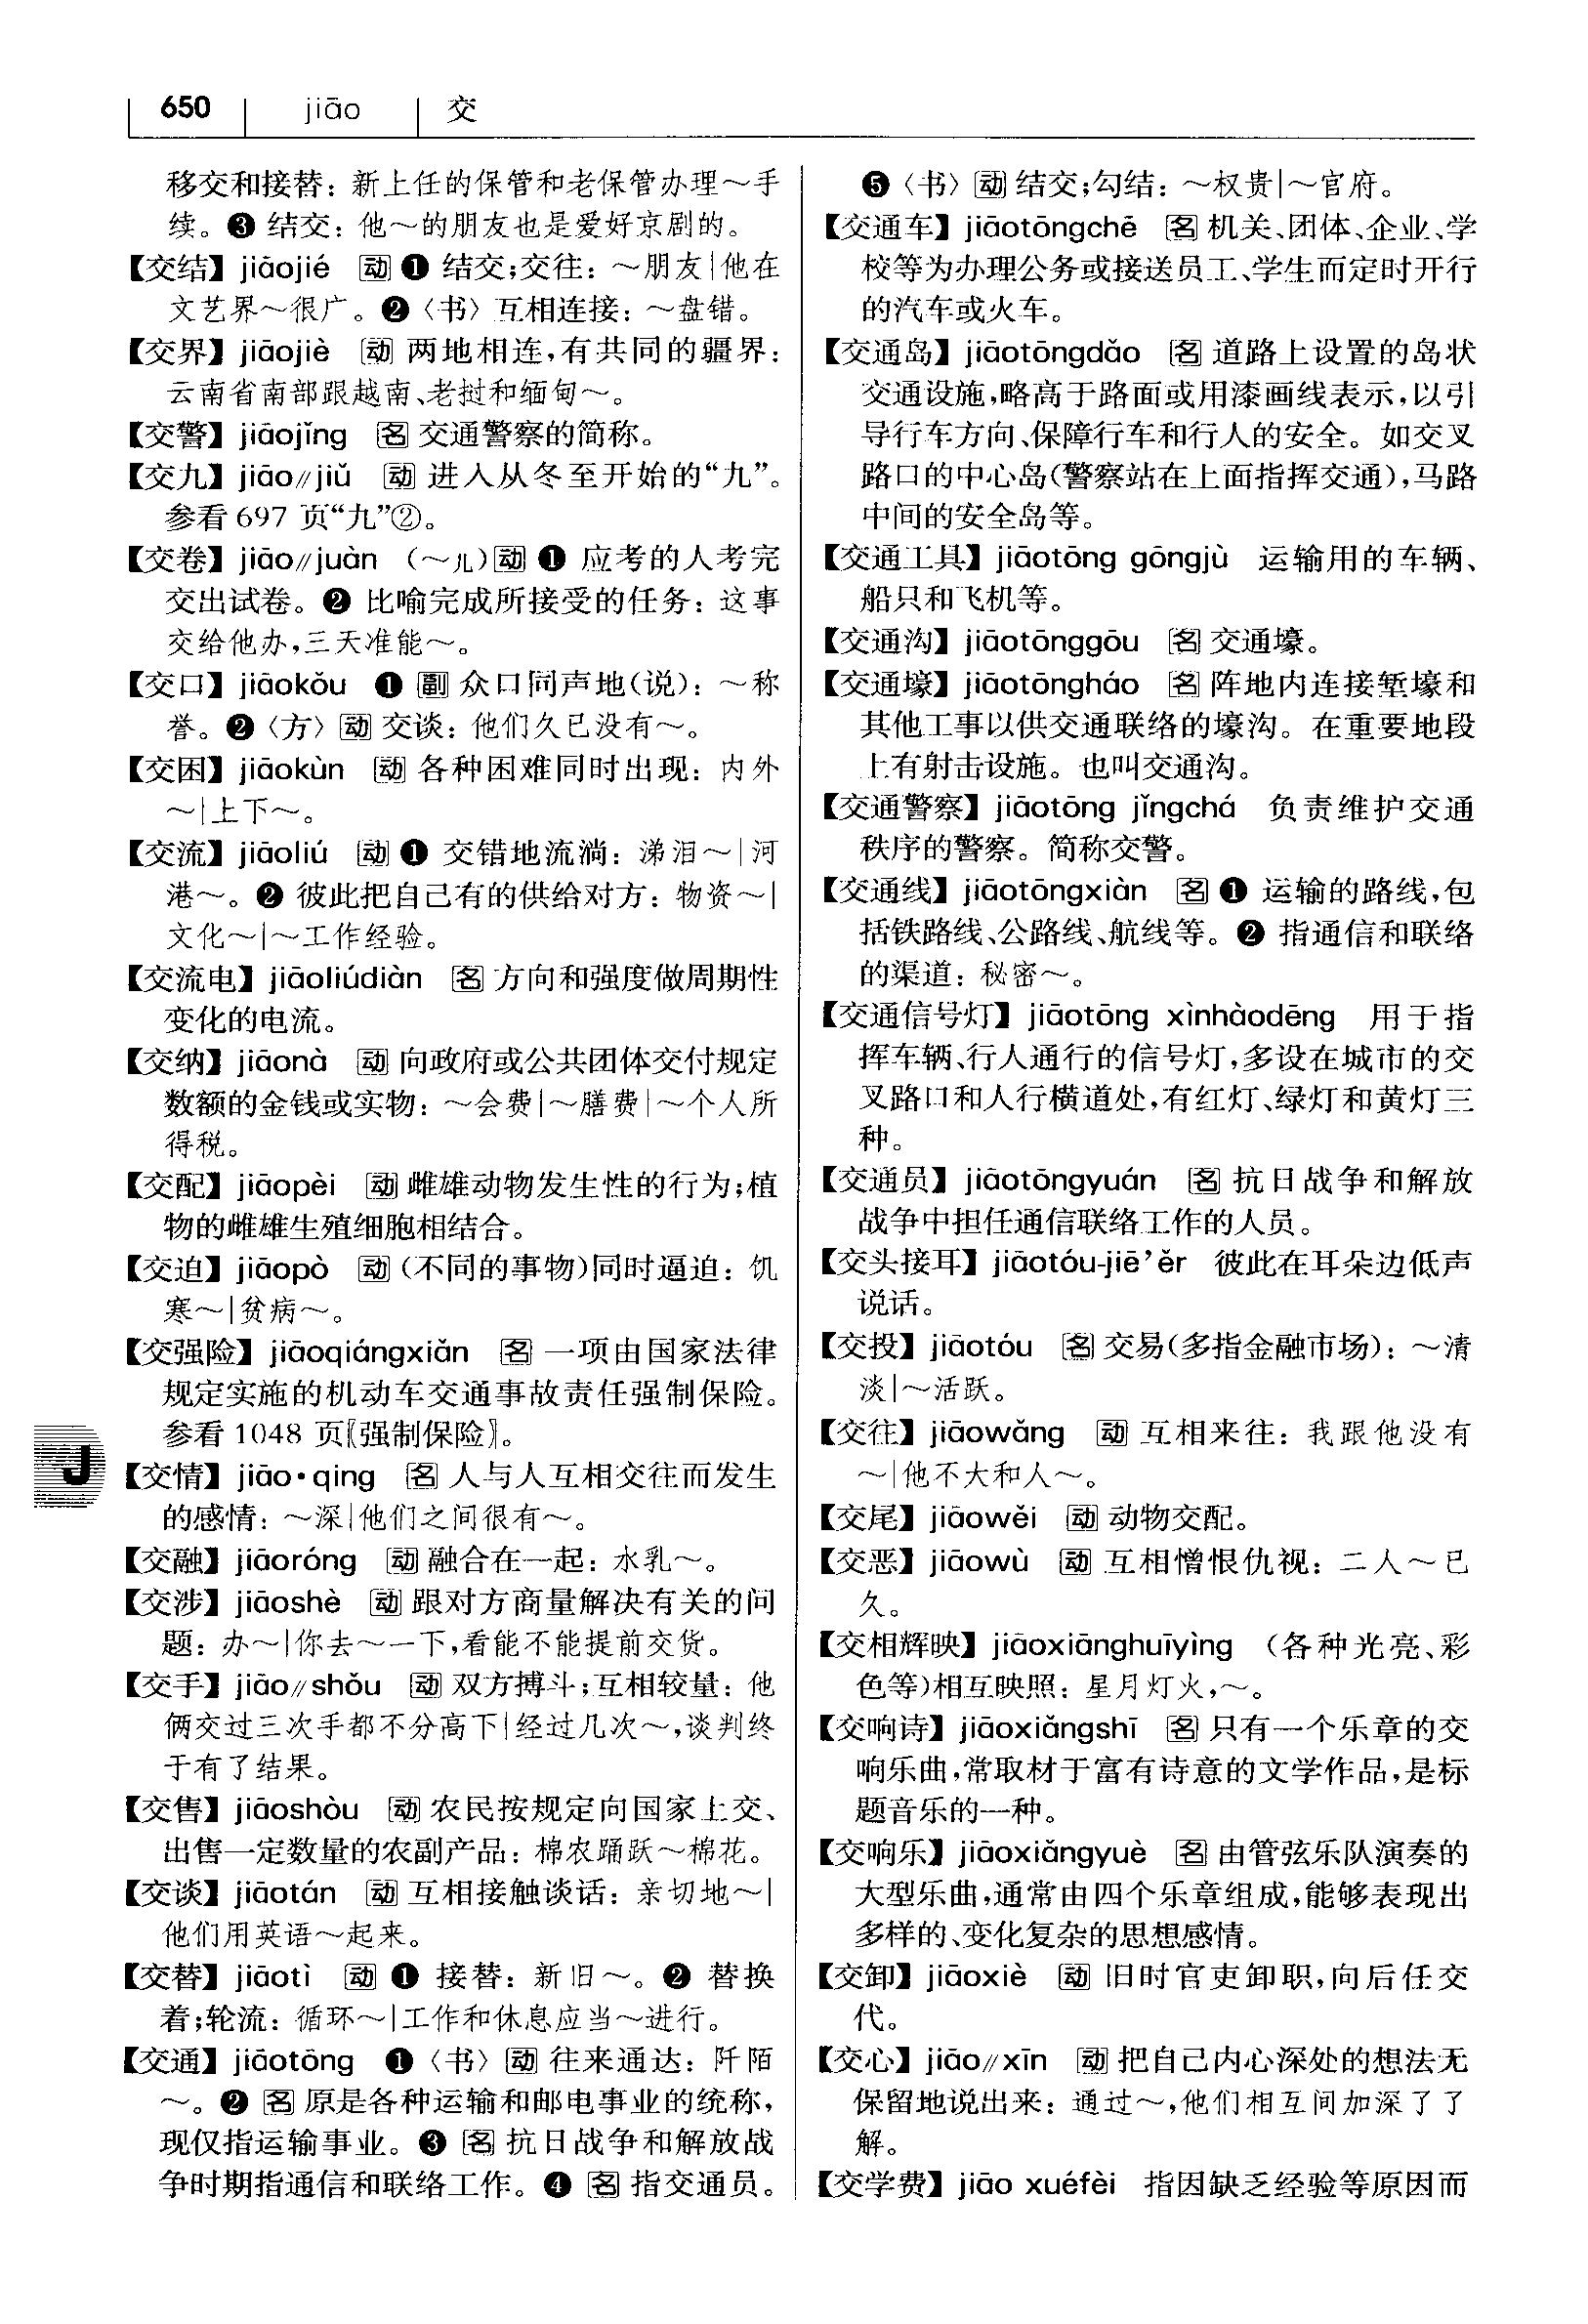 650 jiāo 交
移交和接替：新上任的保管和老保管办理～手
续。❸ 结交：他～的朋友也是爱好京剧的。
【交结】jiāojié 动 ❶ 结交；交往：～朋友|他在
文艺界～很广。❷〈书〉互相连接：～盘错。
【交界】jiāojiè 动 两地相连，有共同的疆界：
云南省南部跟越南、老挝和缅甸～。
【交警】jiāojǐng 名 交通警察的简称。
【交九】jiāo//jiǔ 动 进入从冬至开始的“九”。
参看 697 页“九”②。
【交卷】jiāo//juàn （～儿）动 ❶ 应考的人考完
交出试卷。❷ 比喻完成所接受的任务：这事
交给他办，三天准能～。
【交口】jiāokǒu ❶ 副 众口同声地（说）：～称
誉。❷〈方〉动 交谈：他们久已没有～。
【交困】jiāokùn 动 各种困难同时出现：内外
～|上下～。
【交流】jiāoliú 动 ❶ 交错地流淌：涕泪～|河
港～。❷ 彼此把自己有的供给对方：物资～|
文化～|～工作经验。
【交流电】jiāoliúdiàn 名 方向和强度做周期性
变化的电流。
【交纳】jiāonà 动 向政府或公共团体交付规定
数额的金钱或实物：～会费|～膳费|～个人所
得税。
【交配】jiāopèi 动 雌雄动物发生性的行为；植
物的雌雄生殖细胞相结合。
【交迫】jiāopò 动（不同的事物）同时逼迫：饥
寒～|贫病～。
【交强险】jiāoqiángxiǎn 名 一项由国家法律
规定实施的机动车交通事故责任强制保险。
参看 1048 页〖强制保险〗。
J
【交情】jiāo·qing 名 人与人互相交往而发生
的感情：～深|他们之间很有～。
【交融】jiāoróng 动 融合在一起：水乳～。
【交涉】jiāoshè 动 跟对方商量解决有关的问
题：办～|你去～一下，看能不能提前交货。
【交手】jiāo//shǒu 动 双方搏斗；互相较量：他
俩交过三次手都不分高下|经过几次～，谈判终
于有了结果。
【交售】jiāoshòu 动 农民按规定向国家上交、
出售一定数量的农副产品：棉农踊跃～棉花。
【交谈】jiāotán 动 互相接触谈话：亲切地～|
他们用英语～起来。
【交替】jiāotì 动 ❶ 接替：新旧～。❷ 替换
着；轮流：循环～|工作和休息应当～进行。
【交通】jiāotōng ❶〈书〉动 往来通达：阡陌
～。❷ 名 原是各种运输和邮电事业的统称，
现仅指运输事业。❸ 名 抗日战争和解放战
争时期指通信和联络工作。❹ 名 指交通员。
❺〈书〉动 结交；勾结：～权贵|～官府。
【交通车】jiāotōngchē 名 机关、团体、企业、学
校等为办理公务或接送员工、学生而定时开行
的汽车或火车。
【交通岛】jiāotōngdǎo 名 道路上设置的岛状
交通设施，略高于路面或用漆画线表示，以引
导行车方向、保障行车和行人的安全。如交叉
路口的中心岛（警察站在上面指挥交通），马路
中间的安全岛等。
【交通工具】jiāotōng gōngjù 运输用的车辆、
船只和飞机等。
【交通沟】jiāotōnggōu 名 交通壕。
【交通壕】jiāotōngháo 名 阵地内连接堑壕和
其他工事以供交通联络的壕沟。在重要地段
上有射击设施。也叫交通沟。
【交通警察】jiāotōng jǐngchá 负责维护交通
秩序的警察。简称交警。
【交通线】jiāotōngxiàn 名 ❶ 运输的路线，包
括铁路线、公路线、航线等。❷ 指通信和联络
的渠道：秘密～。
【交通信号灯】jiāotōng xìnhàodēng 用于指
挥车辆、行人通行的信号灯，多设在城市的交
叉路口和人行横道处，有红灯、绿灯和黄灯三
种。
【交通员】jiāotōngyuán 名 抗日战争和解放
战争中担任通信联络工作的人员。
【交头接耳】jiāotóu-jiē’ěr 彼此在耳朵边低声
说话。
【交投】jiāotóu 名 交易（多指金融市场）：～清
淡|～活跃。
【交往】jiāowǎng 动 互相来往：我跟他没有
～|他不大和人～。
【交尾】jiāowěi 动 动物交配。
【交恶】jiāowù 动 互相憎恨仇视：二人～已
久。
【交相辉映】jiāoxiānghuīyìng （各种光亮、彩
色等）相互映照：星月灯火，～。
【交响诗】jiāoxiǎngshī 名 只有一个乐章的交
响乐曲，常取材于富有诗意的文学作品，是标
题音乐的一种。
【交响乐】jiāoxiǎngyuè 名 由管弦乐队演奏的
大型乐曲，通常由四个乐章组成，能够表现出
多样的、变化复杂的思想感情。
【交卸】jiāoxiè 动 旧时官吏卸职，向后任交
代。
【交心】jiāo//xīn 动 把自己内心深处的想法无
保留地说出来：通过～，他们相互间加深了了
解。
【交学费】jiāo xuéfèi 指因缺乏经验等原因而